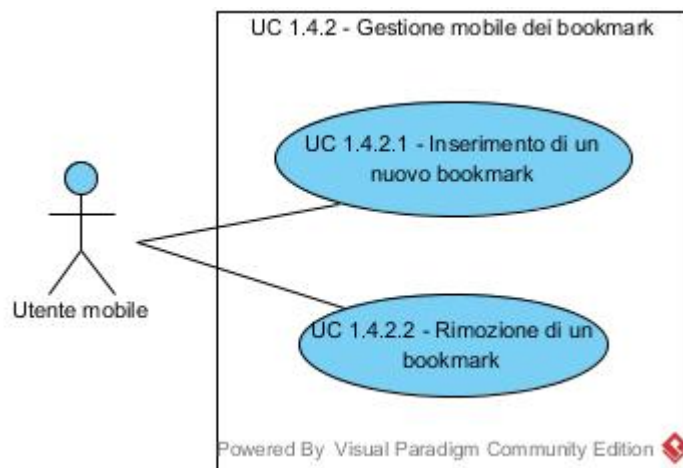 UC 1.4.2 - Gestione mobile dei bookmark
UC 1.4.2.1 - Inserimento di un
nuovo bookmark
Utente mobile
UC 1.4.2.2 - Rimozione di un
bookmark
Powered By Visual Paradigm Community Edition